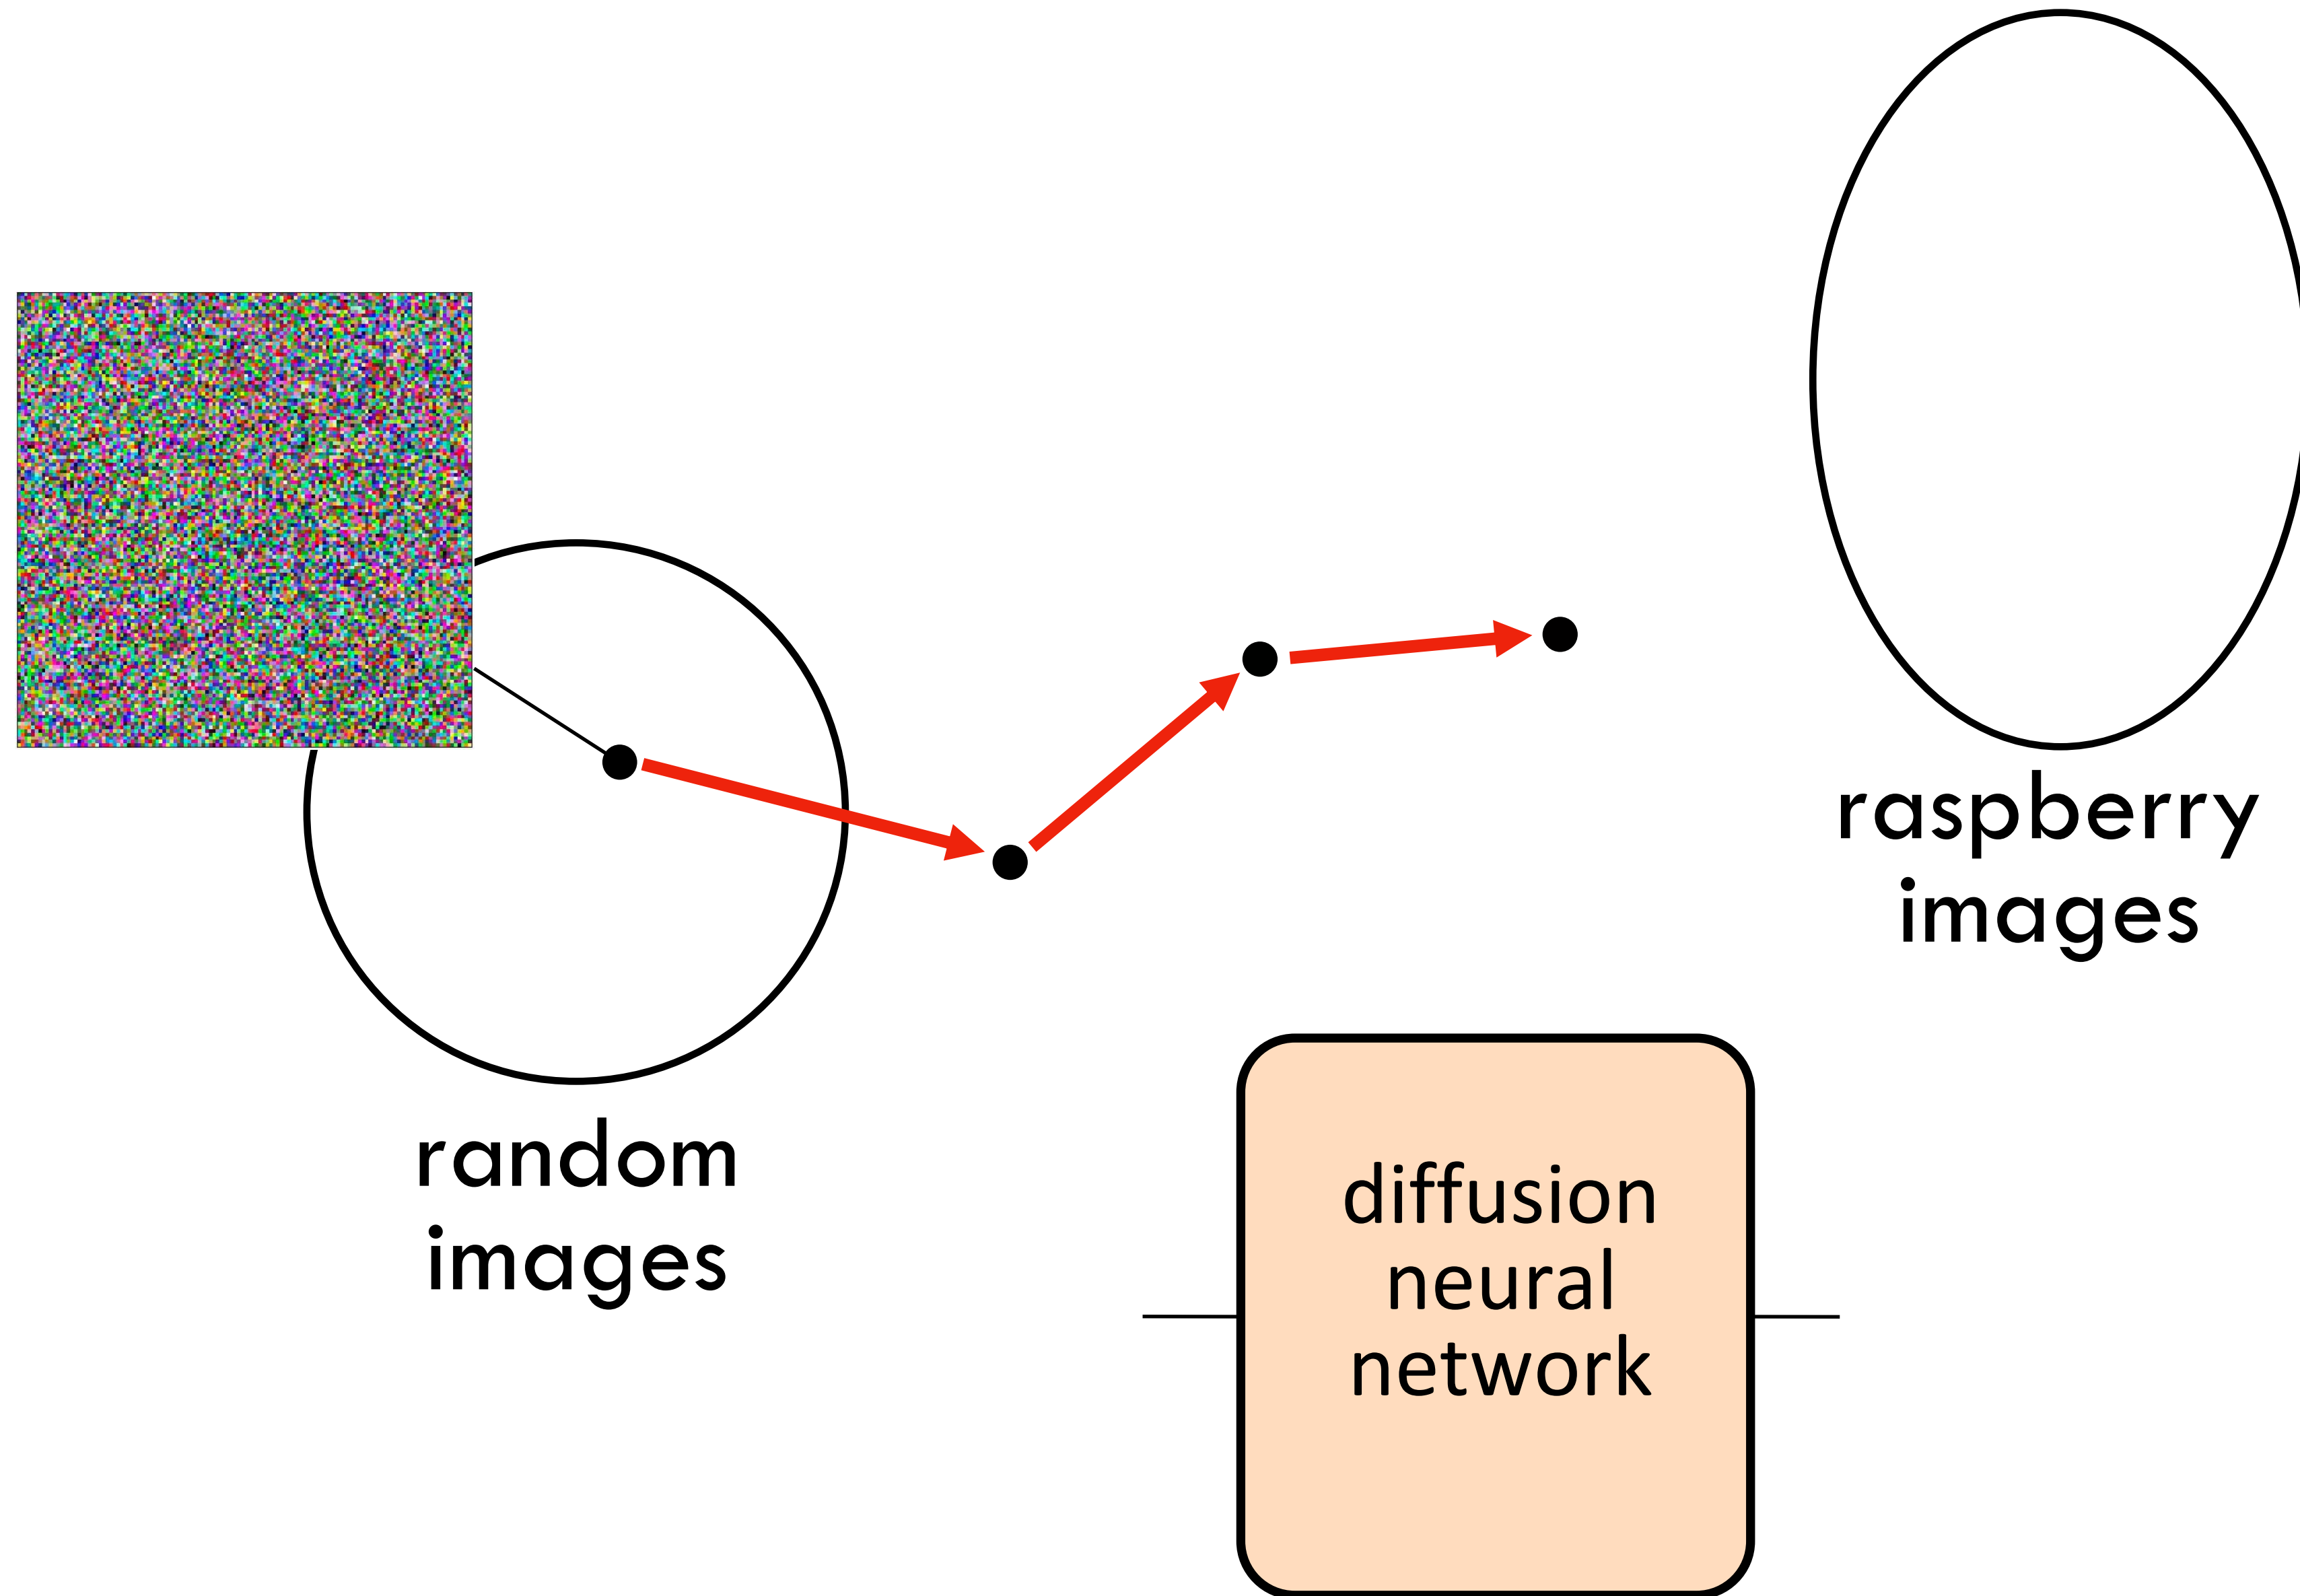 raspberry
images
random
images
diffusion
neural
network